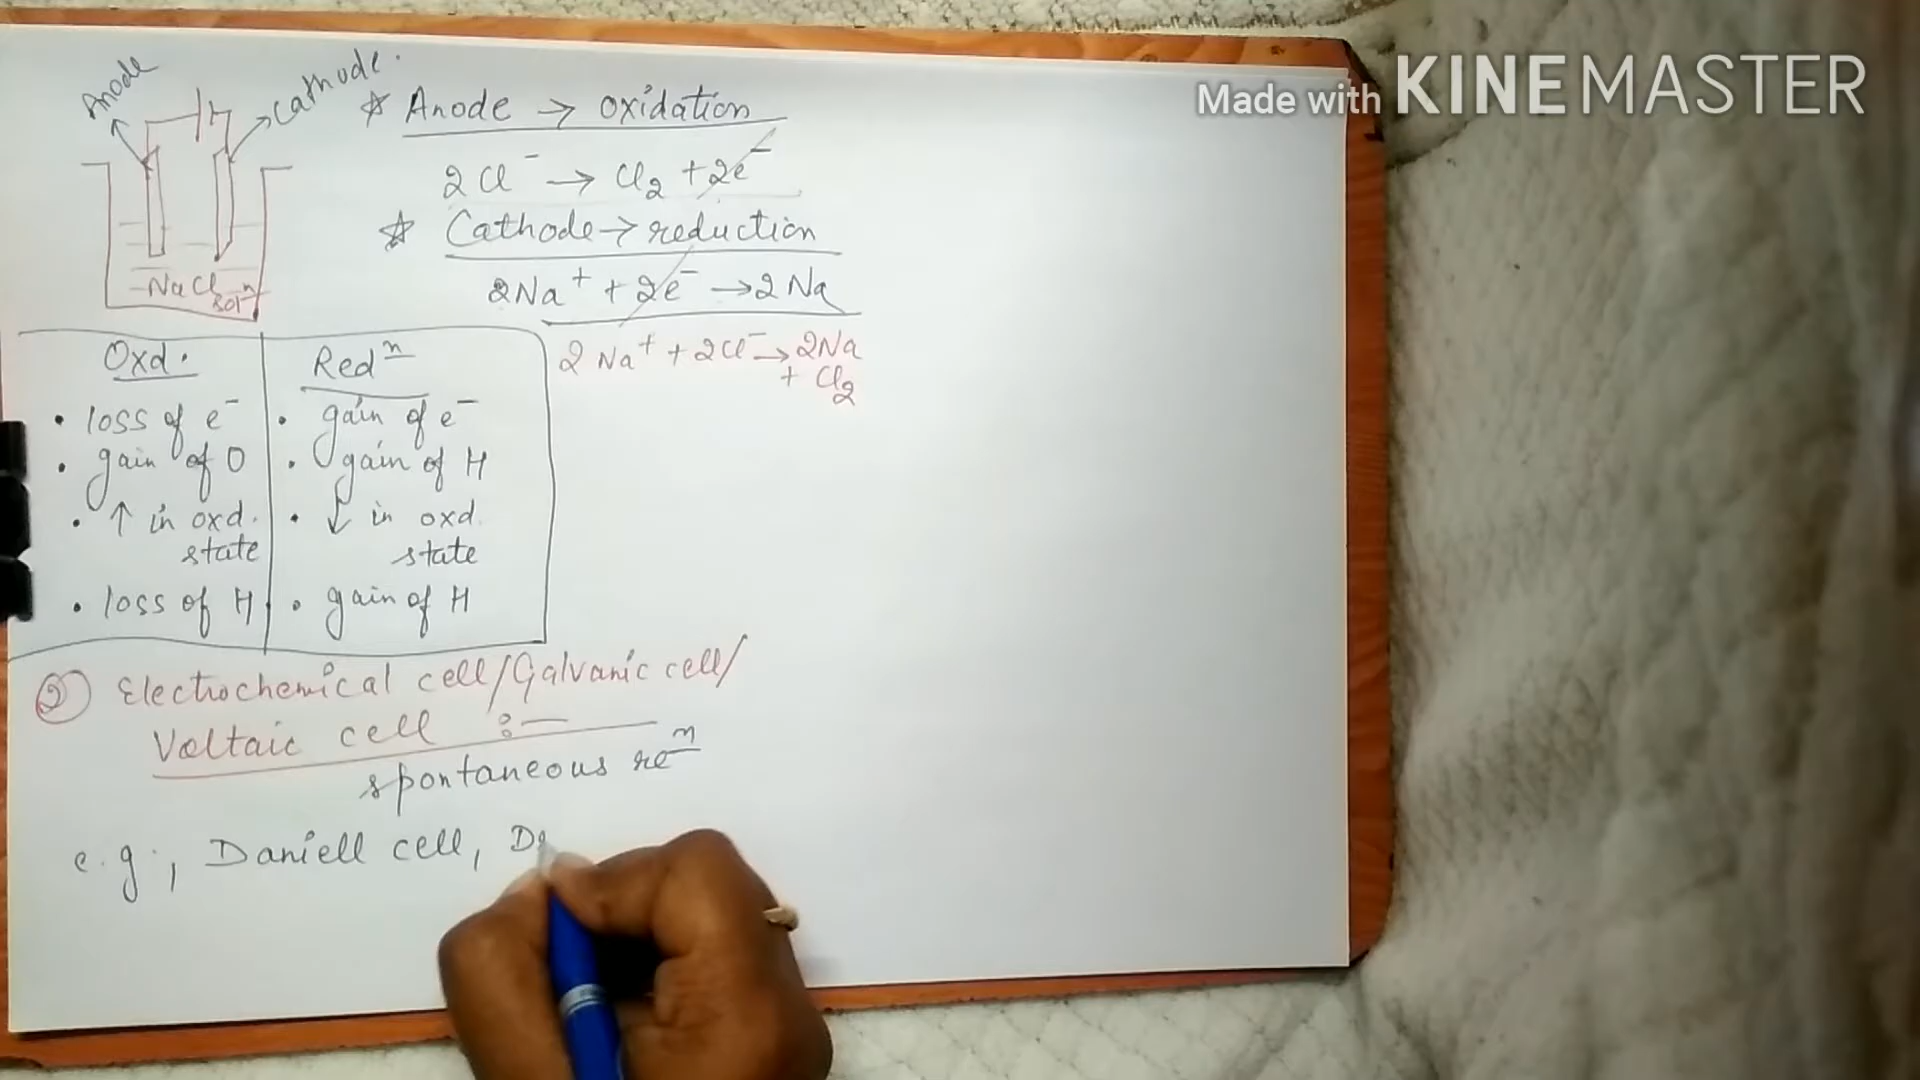 Made with KINEMASTER
Anode
Cathode.
NaCl solⁿ
☆ Anode → oxidation
2Cl⁻ → Cl₂ + 2e⁻
☆ Cathode → reduction
2Na⁺ + 2e⁻ → 2Na
2Na⁺ + 2Cl⁻ → 2Na
+ Cl₂
Oxd.
• loss of e⁻
• gain of O
• ↑ in oxd.
state
• loss of H
Redⁿ
• gain of e⁻
• gain of H
• ↓ in oxd.
state
• gain of H
② Electrochemical cell/Galvanic cell/
Voltaic cell :—
spontaneous reⁿ
e.g., Daniell cell,